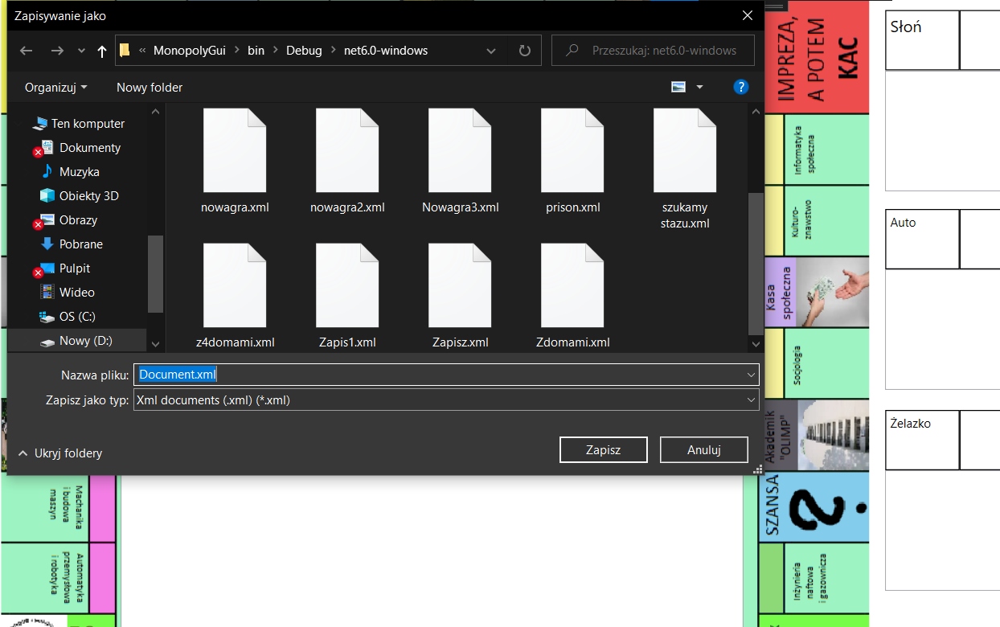 Zapisywanie jako
« MonopolyGui > bin > Debug > net6.0-windows
Przeszukaj: net6.0-windows
Organizuj
Nowy folder
?
Ten komputer
Dokumenty
Muzyka
Obiekty 3D
Obrazy
Pobrane
Pulpit
Wideo
OS (C:)
Nowy (D:)
nowagra.xml
nowagra2.xml
Nowagra3.xml
prison.xml
szukamy
stazu.xml
z4domami.xml
Zapis1.xml
Zapisz.xml
Zdomami.xml
Nazwa pliku:
Document.xml
Zapisz jako typ:
Xml documents (.xml) (*.xml)
Ukryj foldery
Zapisz
Anuluj
IMPREZA,
A POTEM
KAC
Informatyka
społeczna
Kulturo-
znawstwo
Kasa
społeczna
Socjologia
Akademik
"OLIMP"
SZANSA
?
Inżynieria
naftowa
i gazownicza
Machanika
i budowa
maszyn
Automatyka
przemysłowa
i robotyka
Słoń
Auto
Żelazko